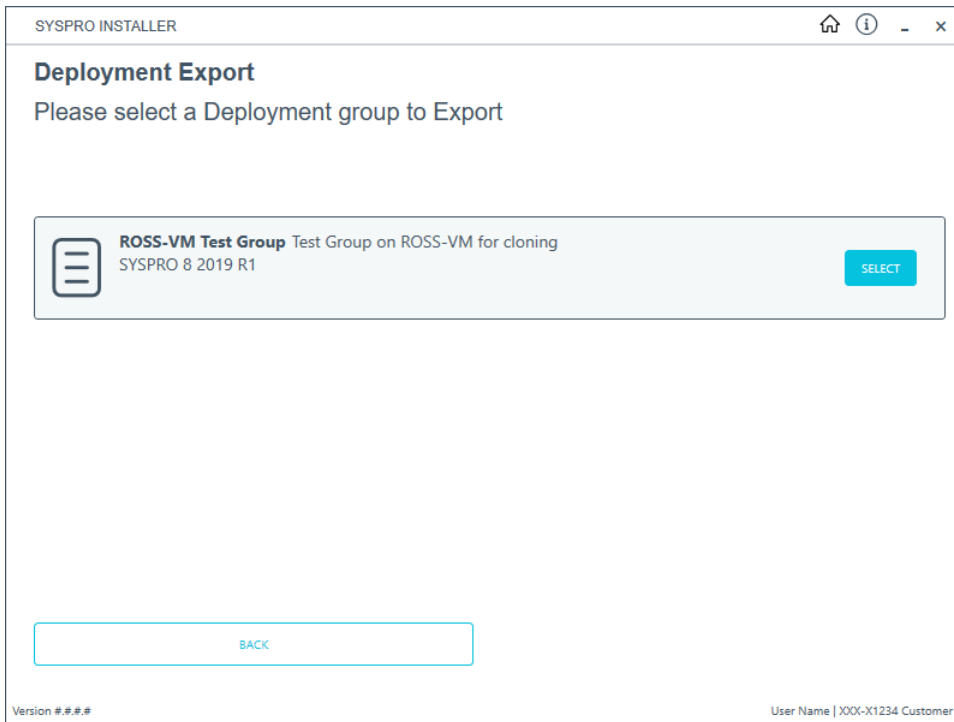 SYSPRO INSTALLER
Deployment Export
Please select a Deployment group to Export
ROSS-VM Test Group Test Group on ROSS-VM for cloning
SYSPRO 8 2019 R1
SELECT
BACK
Version #.#.#.#
User Name | XXX-X1234 Customer